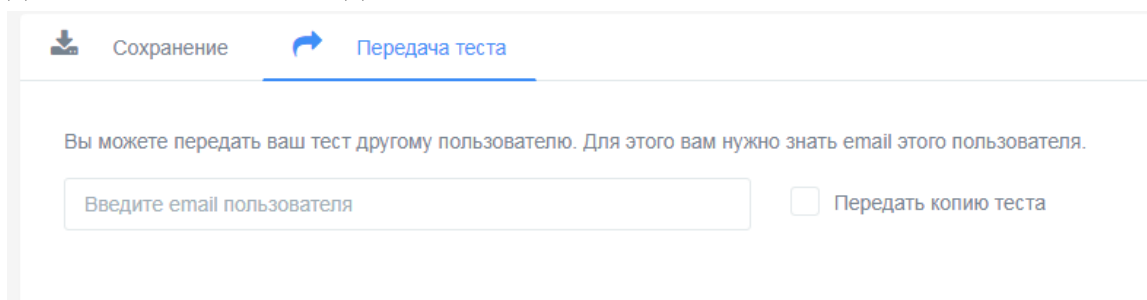 Сохранение Передача теста
Вы можете передать ваш тест другому пользователю. Для этого вам нужно знать email этого пользователя.
Введите email пользователя Передать копию теста